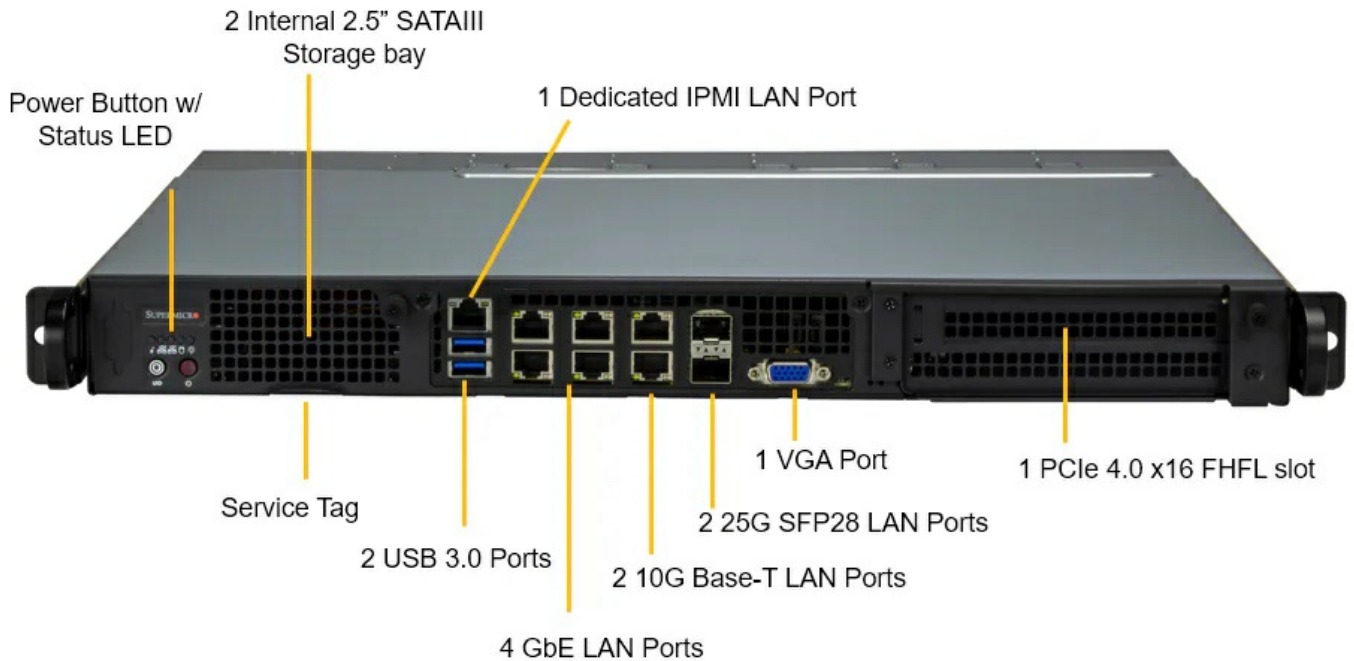 2 Internal 2.5” SATAIII
Storage bay
Power Button w/
Status LED
1 Dedicated IPMI LAN Port
SUPERMICRO
UID
1 VGA Port
1 PCIe 4.0 x16 FHFL slot
Service Tag
2 25G SFP28 LAN Ports
2 USB 3.0 Ports
2 10G Base-T LAN Ports
4 GbE LAN Ports